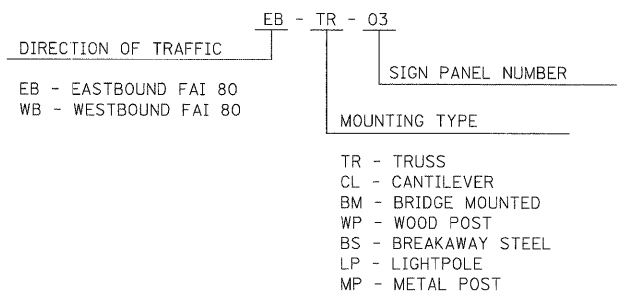 EB - TR - 03
DIRECTION OF TRAFFIC
EB - EASTBOUND FAI 80
WB - WESTBOUND FAI 80
SIGN PANEL NUMBER
MOUNTING TYPE
TR - TRUSS
CL - CANTILEVER
BM - BRIDGE MOUNTED
WP - WOOD POST
BS - BREAKAWAY STEEL
LP - LIGHTPOLE
MP - METAL POST